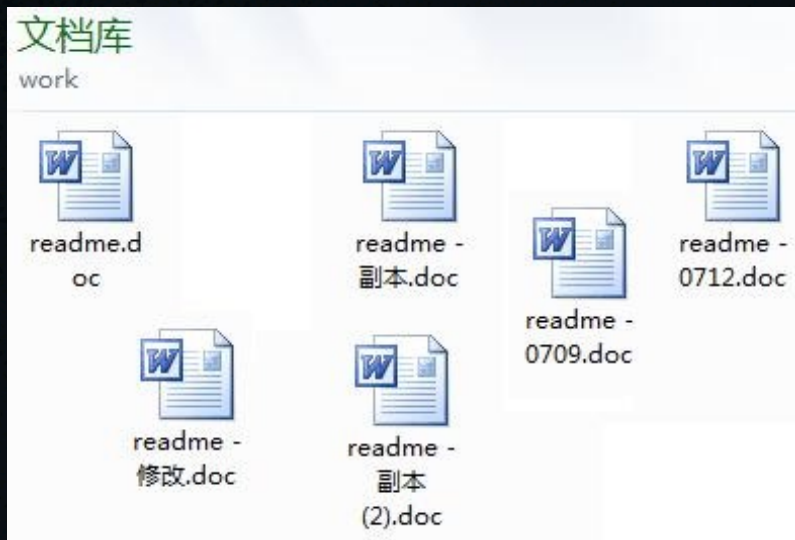 文档库
work
readme.d
oc
readme -
副本.doc
readme -
0712.doc
readme -
0709.doc
readme -
修改.doc
readme -
副本
(2).doc